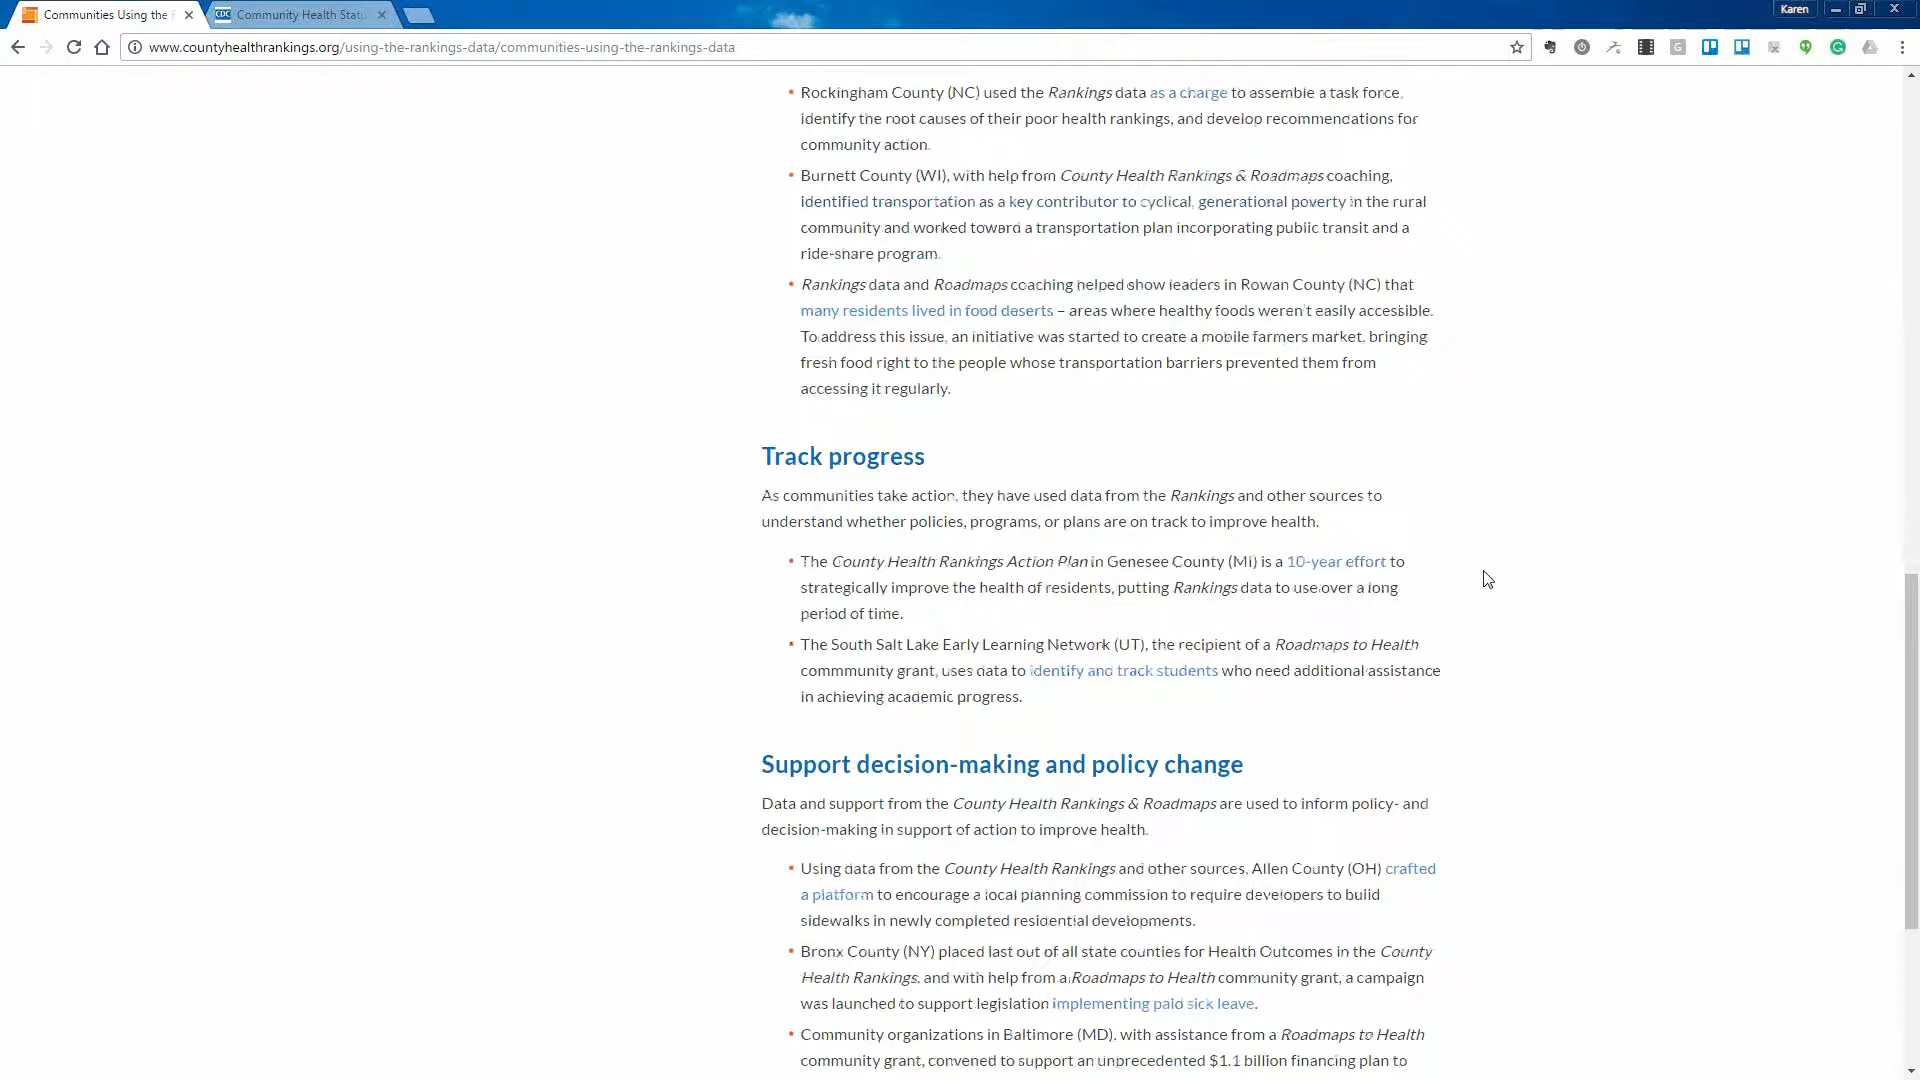 Communities Using the R
Community Health Statu
Karen
www.countyhealthrankings.org/using-the-rankings-data/communities-using-the-rankings-data
• Rockingham County (NC) used the Rankings data as a charge to assemble a task force,
identify the root causes of their poor health rankings, and develop recommendations for
community action.
• Burnett County (WI), with help from County Health Rankings & Roadmaps coaching,
identified transportation as a key contributor to cyclical, generational poverty in the rural
community and worked toward a transportation plan incorporating public transit and a
ride-share program.
• Rankings data and Roadmaps coaching helped show leaders in Rowan County (NC) that
many residents lived in food deserts – areas where healthy foods weren't easily accessible.
To address this issue, an initiative was started to create a mobile farmers market, bringing
fresh food right to the people whose transportation barriers prevented them from
accessing it regularly.
Track progress
As communities take action, they have used data from the Rankings and other sources to
understand whether policies, programs, or plans are on track to improve health.
• The County Health Rankings Action Plan in Genesee County (MI) is a 10-year effort to
strategically improve the health of residents, putting Rankings data to use over a long
period of time.
• The South Salt Lake Early Learning Network (UT), the recipient of a Roadmaps to Health
commmunity grant, uses data to identify and track students who need additional assistance
in achieving academic progress.
Support decision-making and policy change
Data and support from the County Health Rankings & Roadmaps are used to inform policy- and
decision-making in support of action to improve health.
• Using data from the County Health Rankings and other sources, Allen County (OH) crafted
a platform to encourage a local planning commission to require developers to build
sidewalks in newly completed residential developments.
• Bronx County (NY) placed last out of all state counties for Health Outcomes in the County
Health Rankings, and with help from a Roadmaps to Health community grant, a campaign
was launched to support legislation implementing paid sick leave.
• Community organizations in Baltimore (MD), with assistance from a Roadmaps to Health
community grant, convened to support an unprecedented $1.1 billion financing plan to